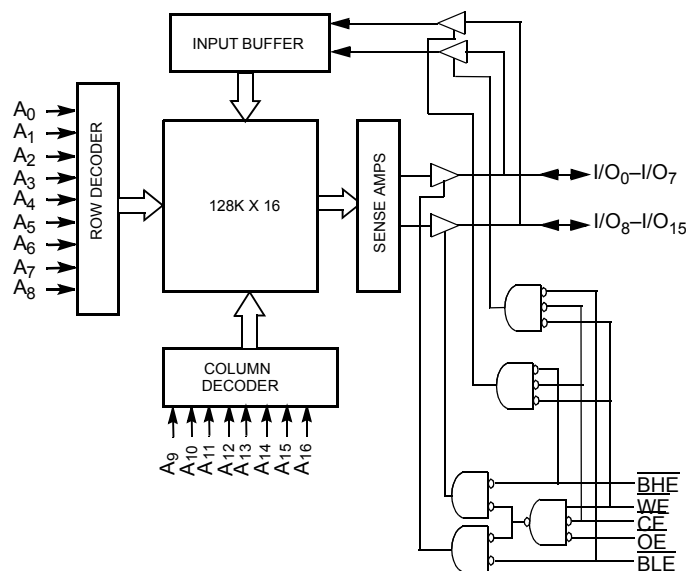 INPUT BUFFER
A0
A1
A2
A3
A4
A5
A6
A7
A8
ROW DECODER
128K X 16
SENSE AMPS
I/O0–I/O7
I/O8–I/O15
COLUMN
DECODER
A9
A10
A11
A12
A13
A14
A15
A16
BHE
WE
CE
OE
BLE